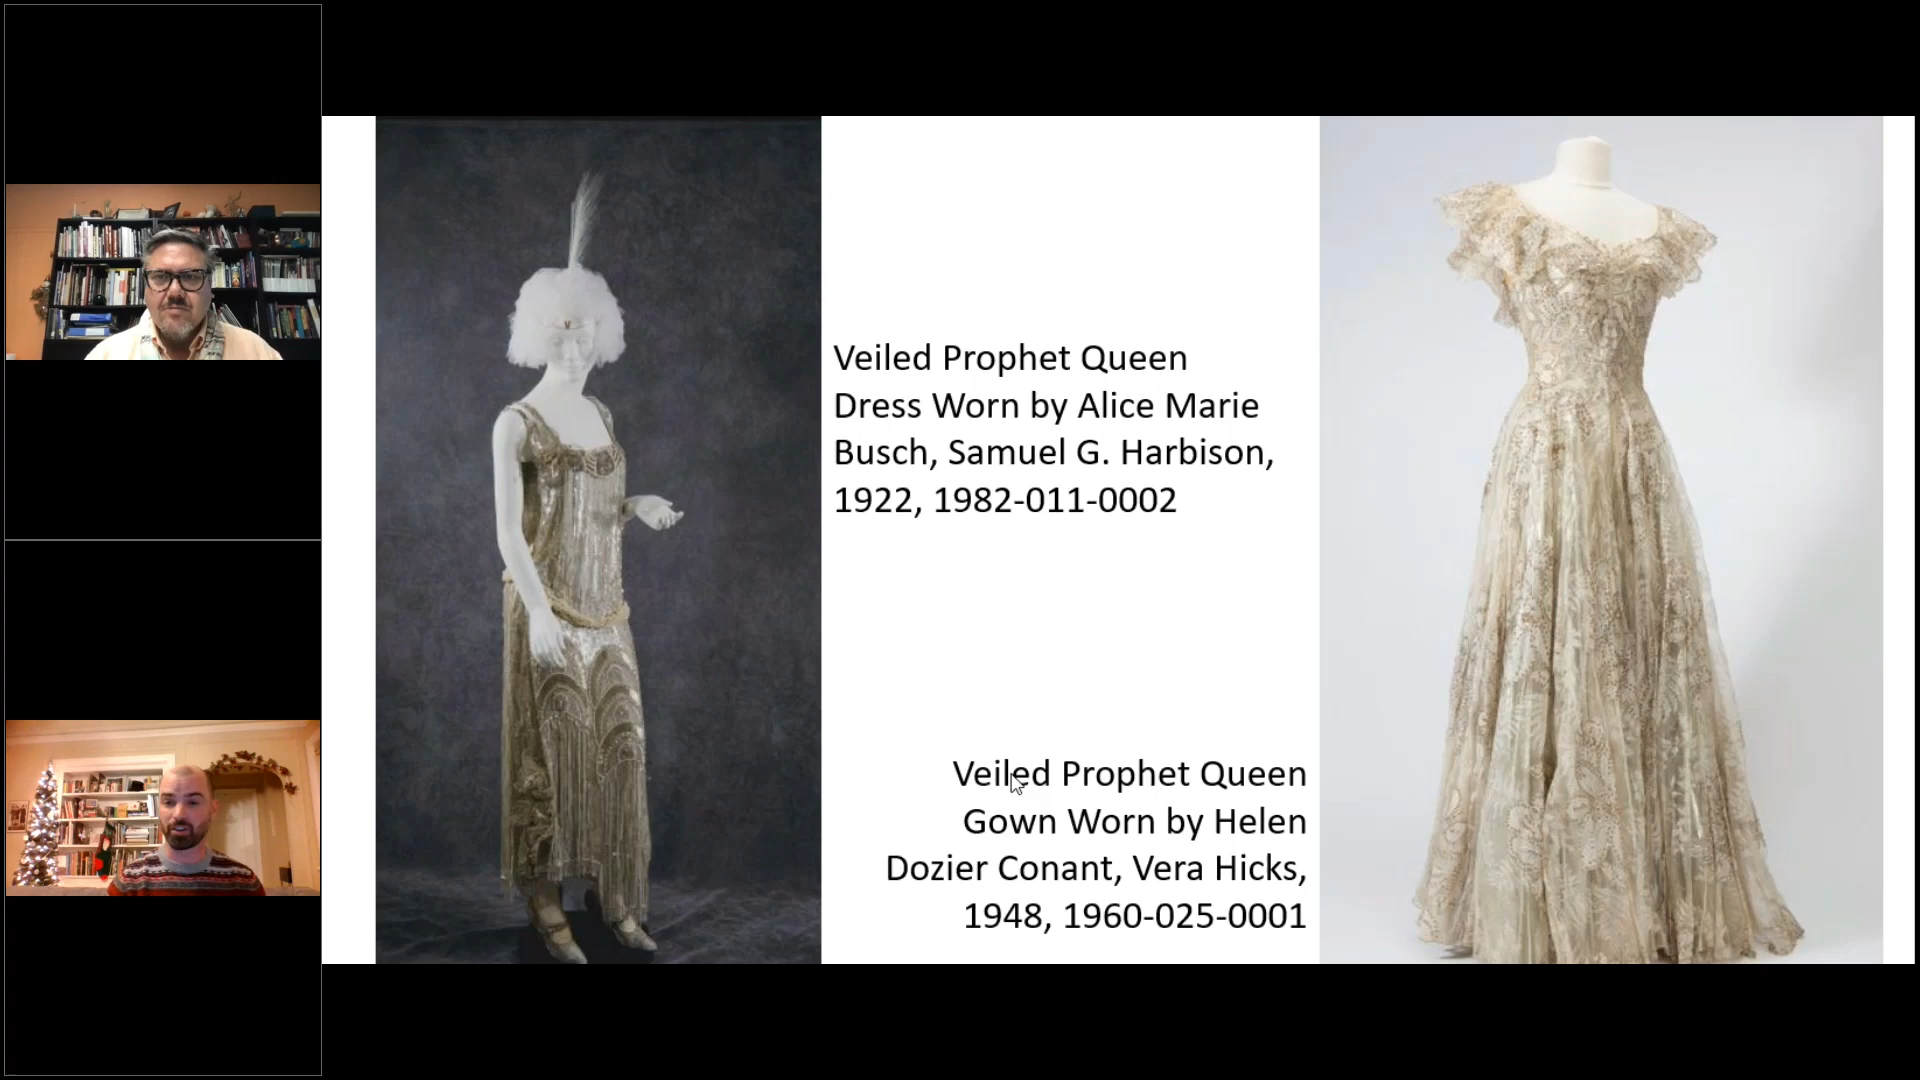 Veiled Prophet Queen
Dress Worn by Alice Marie
Busch, Samuel G. Harbison,
1922, 1982-011-0002
Veiled Prophet Queen
Gown Worn by Helen
Dozier Conant, Vera Hicks,
1948, 1960-025-0001